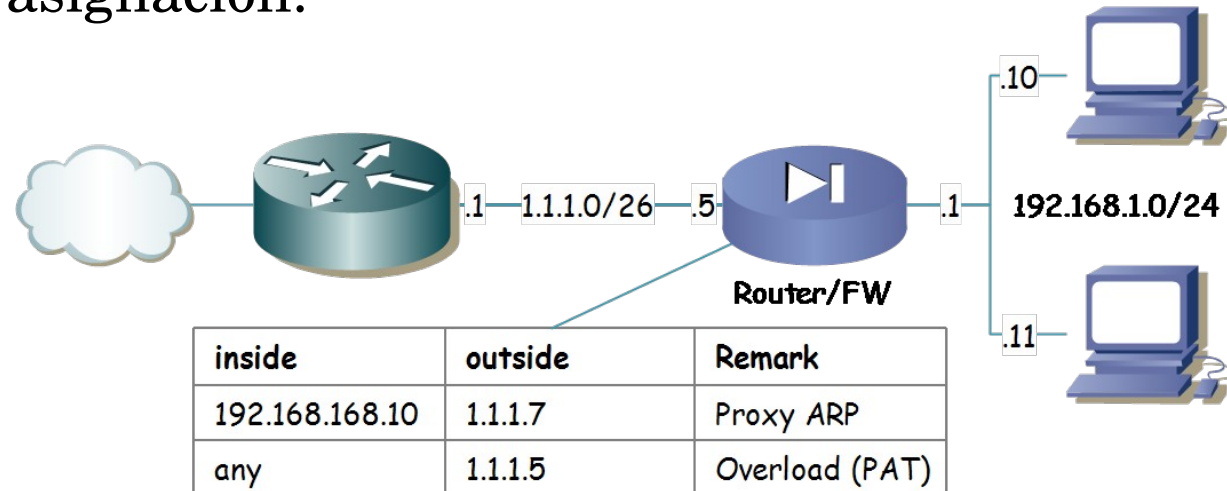 asignación.
.10
.1 1.1.1.0/26 .5 .1 192.168.1.0/24
Router/FW
.11
inside outside Remark
192.168.168.10 1.1.1.7 Proxy ARP
any 1.1.1.5 Overload (PAT)